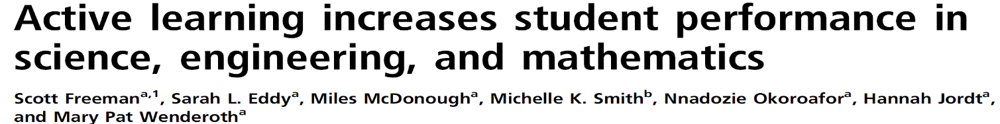 Active learning increases student performance in
science, engineering, and mathematics
Scott Freemana,1, Sarah L. Eddya, Miles McDonougha, Michelle K. Smithb, Nnadozie Okoroafora, Hannah Jordta,
and Mary Pat Wenderotha